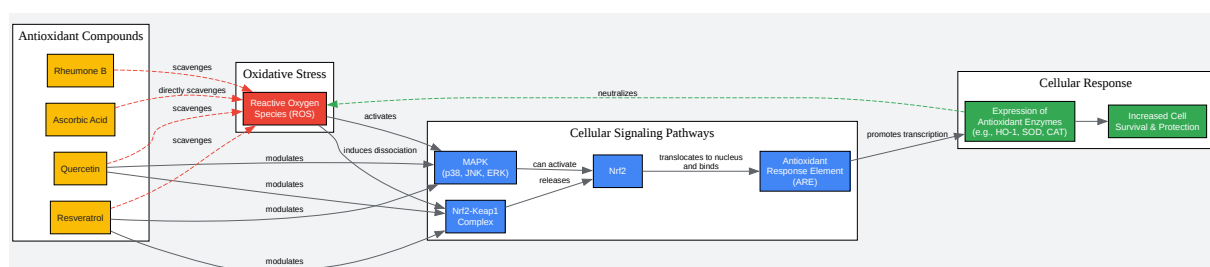 Antioxidant Compounds
Rheumone B
Ascorbic Acid
Quercetin
Resveratrol
scavenges
directly scavenges
scavenges
scavenges
modulates
modulates
modulates
modulates
Oxidative Stress
Reactive Oxygen
Species (ROS)
activates
induces dissociation
neutralizes
Cellular Signaling Pathways
MAPK
(p38, JNK, ERK)
can activate
releases
Nrf2-Keap1
Complex
Nrf2
translocates to nucleus
and binds
Antioxidant
Response Element
(ARE)
promotes transcription
Cellular Response
Expression of
Antioxidant Enzymes
(e.g., HO-1, SOD, CAT)
Increased Cell
Survival & Protection